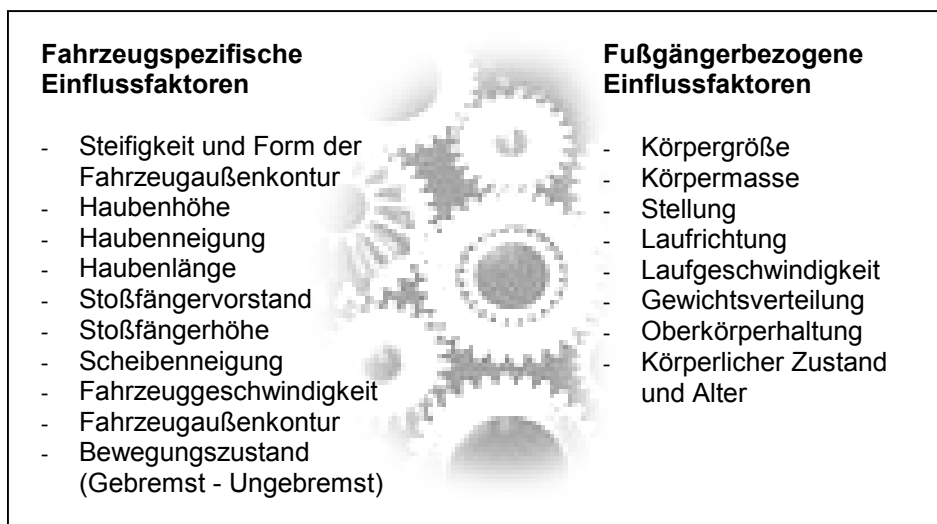 Fahrzeugspezifische
Einflussfaktoren
- Steifigkeit und Form der
Fahrzeugaußenkontur
- Haubenhöhe
- Haubenneigung
- Haubenlänge
- Stoßfängervorstand
- Stoßfängerhöhe
- Scheibenneigung
- Fahrzeuggeschwindigkeit
- Fahrzeugaußenkontur
- Bewegungszustand
(Gebremst - Ungebremst)
Fußgängerbezogene
Einflussfaktoren
- Körpergröße
- Körpermasse
- Stellung
- Laufrichtung
- Laufgeschwindigkeit
- Gewichtsverteilung
- Oberkörperhaltung
- Körperlicher Zustand
und Alter